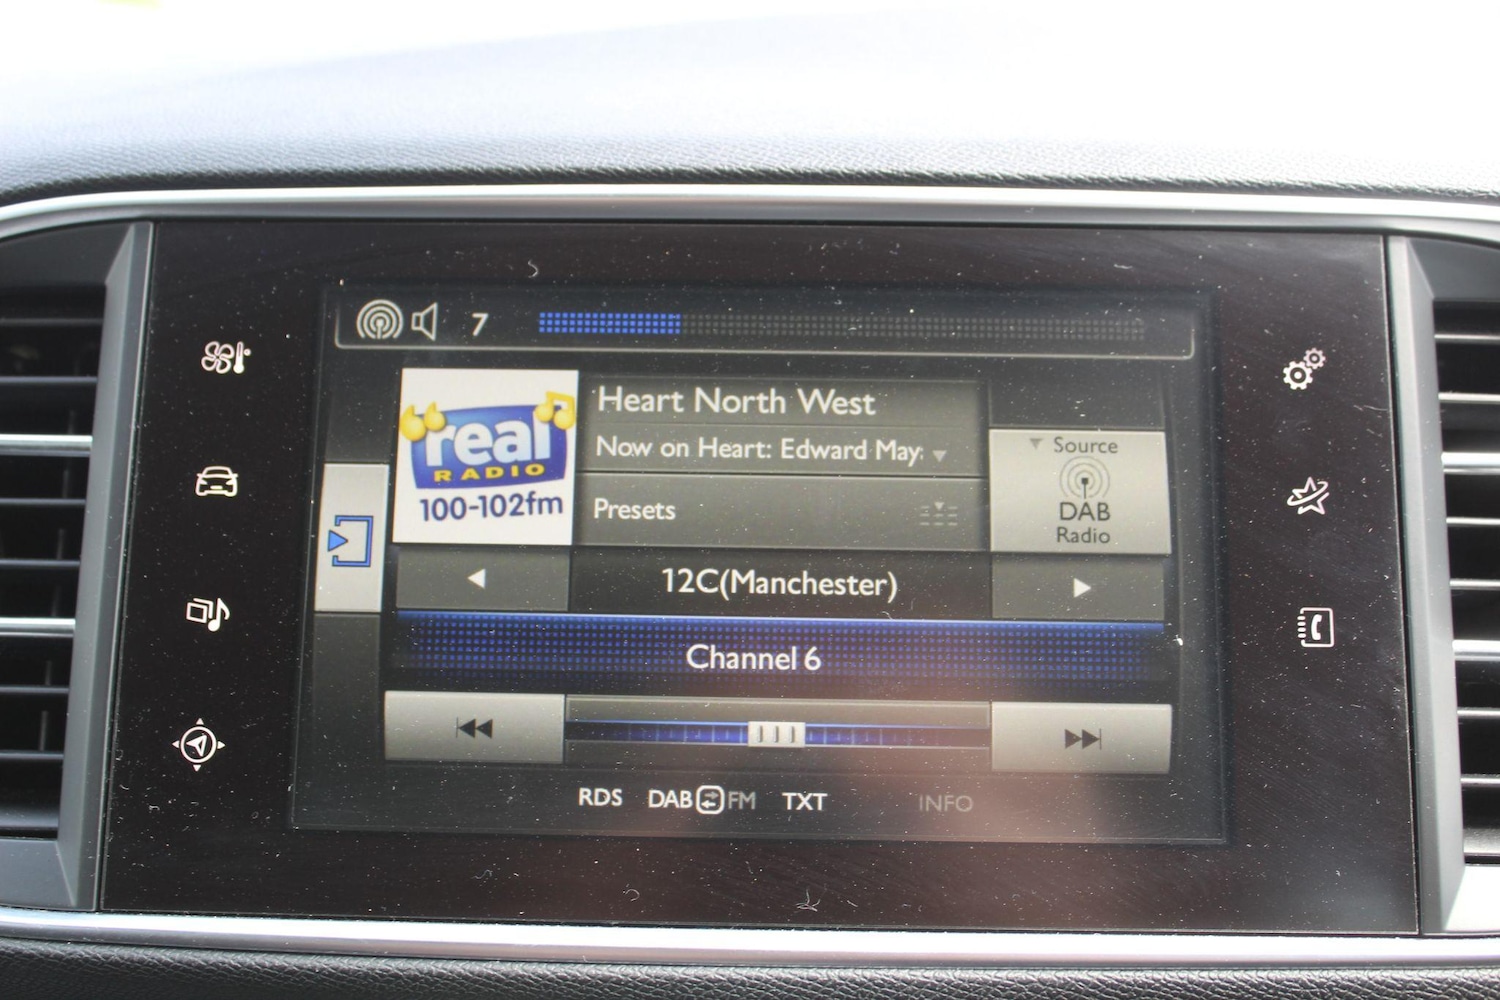 7
real
RADIO
100-102fm
Heart North West
Now on Heart: Edward May
Presets
Source
DAB
Radio
12C(Manchester)
Channel 6
RDS DAB FM TXT INFO